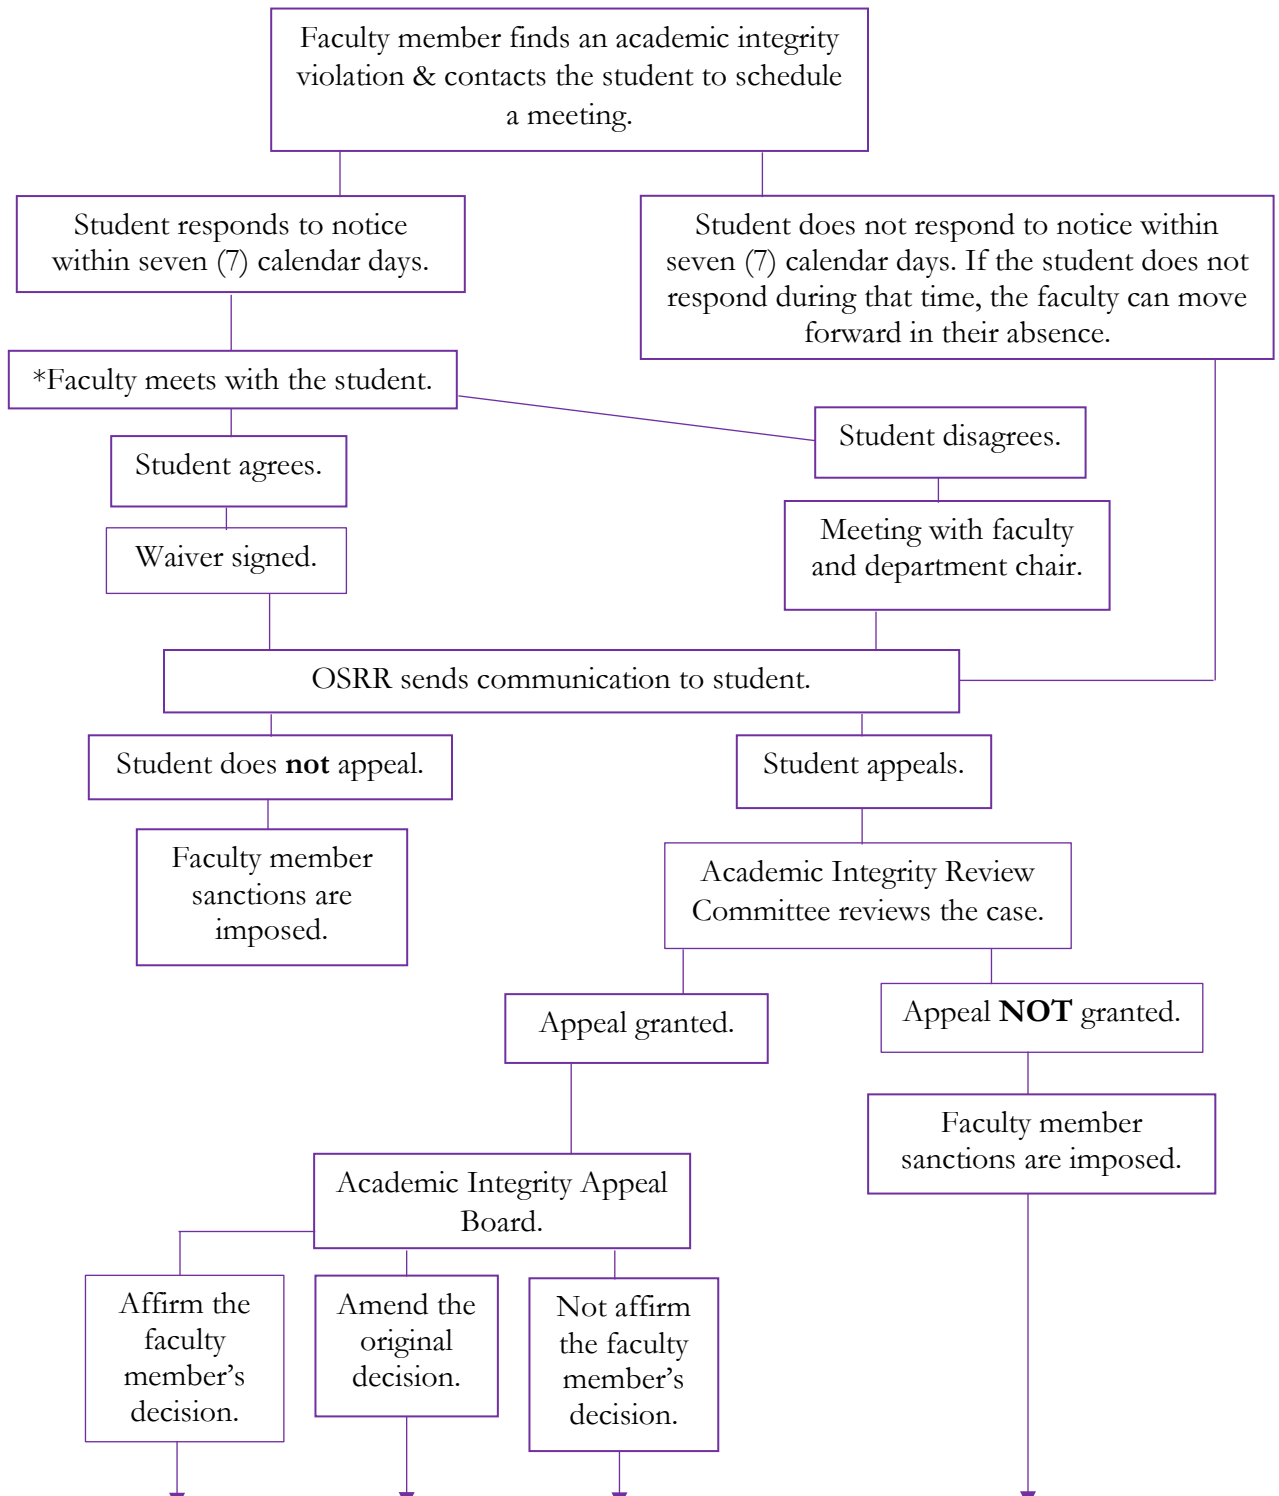 Faculty member finds an academic integrity
violation & contacts the student to schedule
a meeting.
Student responds to notice
within seven (7) calendar days.
Student does not respond to notice within
seven (7) calendar days. If the student does not
respond during that time, the faculty can move
forward in their absence.
*Faculty meets with the student.
Student agrees.
Student disagrees.
Waiver signed.
Meeting with faculty
and department chair.
OSRR sends communication to student.
Student does not appeal.
Student appeals.
Faculty member
sanctions are
imposed.
Academic Integrity Review
Committee reviews the case.
Appeal granted.
Appeal NOT granted.
Faculty member
sanctions are imposed.
Academic Integrity Appeal
Board.
Affirm the
faculty
member’s
decision.
Amend the
original
decision.
Not affirm
the faculty
member’s
decision.